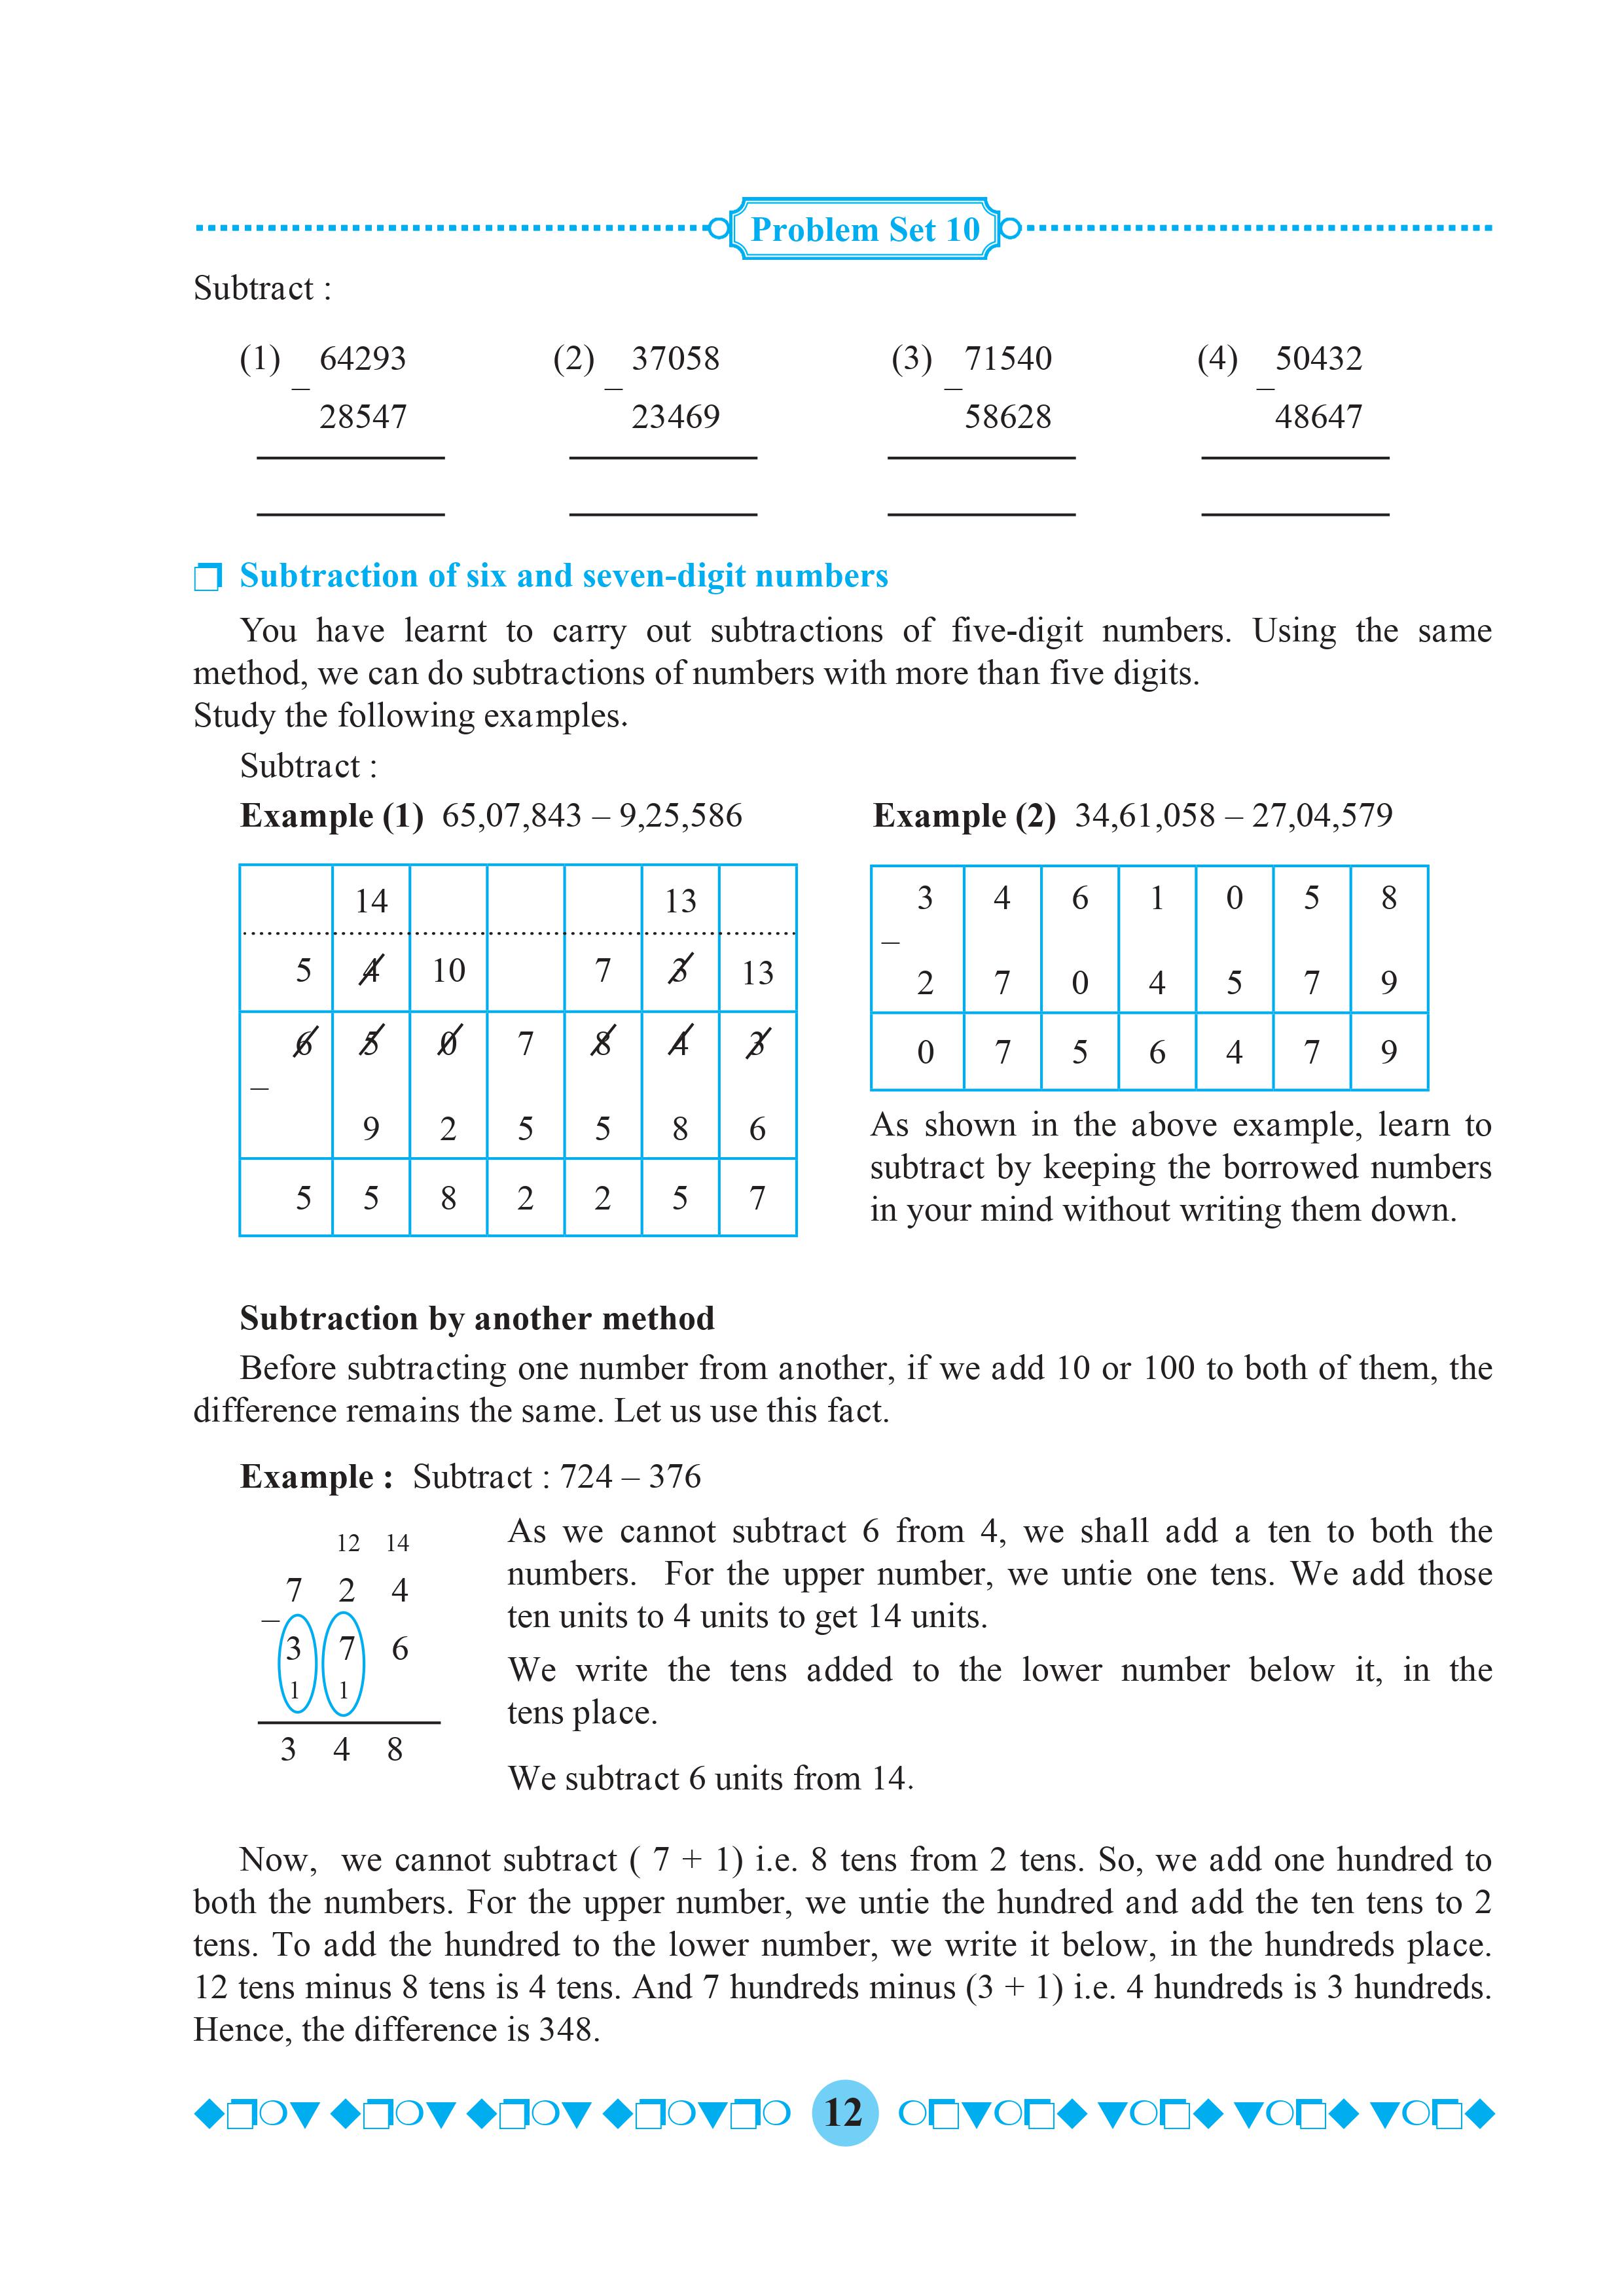 Problem Set 10
Subtract :
(1) 64293 (2) 37058 (3) 71540 (4) 50432
– – – –
28547 23469 58628 48647
Subtraction of six and seven-digit numbers
You have learnt to carry out subtractions of five-digit numbers. Using the same
method, we can do subtractions of numbers with more than five digits.
Study the following examples.
Subtract :
Example (1) 65,07,843 – 9,25,586
14 13
5 4 10 7 3 13
6 5 0 7 8 4 3
–
9 2 5 5 8 6
5 5 8 2 2 5 7
Example (2) 34,61,058 – 27,04,579
3 4 6 1 0 5 8
–
2 7 0 4 5 7 9
0 7 5 6 4 7 9
As shown in the above example, learn to
subtract by keeping the borrowed numbers
in your mind without writing them down.
Subtraction by another method
Before subtracting one number from another, if we add 10 or 100 to both of them, the
difference remains the same. Let us use this fact.
Example : Subtract : 724 – 376
12 14
7 2 4
–
3 7 6
1 1
3 4 8
As we cannot subtract 6 from 4, we shall add a ten to both the
numbers. For the upper number, we untie one tens. We add those
ten units to 4 units to get 14 units.
We write the tens added to the lower number below it, in the
tens place.
We subtract 6 units from 14.
Now, we cannot subtract ( 7 + 1) i.e. 8 tens from 2 tens. So, we add one hundred to
both the numbers. For the upper number, we untie the hundred and add the ten tens to 2
tens. To add the hundred to the lower number, we write it below, in the hundreds place.
12 tens minus 8 tens is 4 tens. And 7 hundreds minus (3 + 1) i.e. 4 hundreds is 3 hundreds.
Hence, the difference is 348.
12